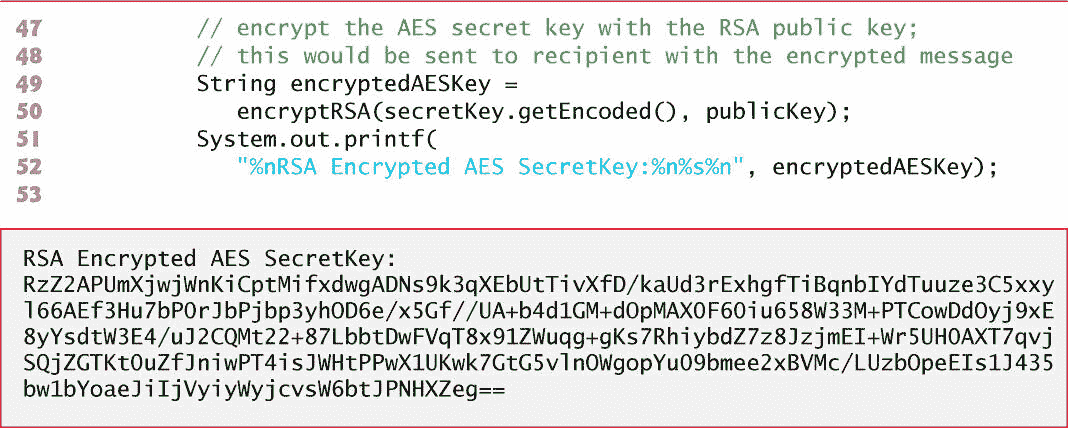 47 // encrypt the AES secret key with the RSA public key;
48 // this would be sent to recipient with the encrypted message
49 String encryptedAESKey =
50 encryptRSA(secretKey.getEncoded(), publicKey);
51 System.out.printf(
52 "%nRSA Encrypted AES SecretKey:%n%s%n", encryptedAESKey);
53
RSA Encrypted AES SecretKey:
RzZ2APUmXjwjWnKiCptMifxdwgADNs9k3qXEbUtTivXfD/kaUd3rExhgfTiBqnbIYdTuuze3C5xxy
l66AEf3Hu7bP0rJbPjbp3yhOD6e/x5Gf//UA+b4d1GM+dOpMAX0F6Oiu658W33M+PTCowDdOyj9xE
8yYsdtW3E4/uJ2CQMt22+87LbbtDwFVqT8x91ZWuqg+gKs7RhiybdZ7z8JzjmEI+Wr5UHOAXT7qvj
SQjZGTKt0uZfJniwPT4isJWHtPPwX1UKwk7GtG5vlnOWgopYu09bmee2xBVMc/LUzbOpeEIs1J435
bw1bYoaeJiIjVyiyWyjcvsW6btJPNHXZeg==